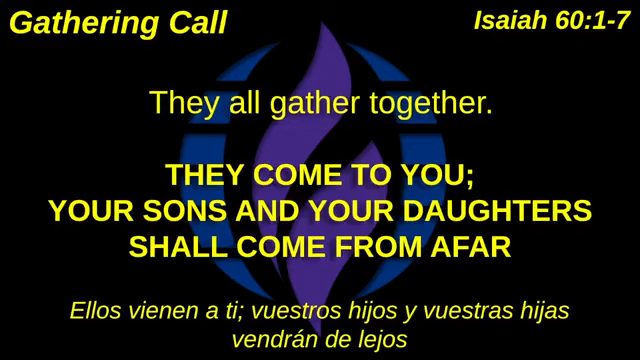 Gathering Call
Isaiah 60:1-7
They all gather together.
THEY COME TO YOU;
YOUR SONS AND YOUR DAUGHTERS
SHALL COME FROM AFAR
Ellos vienen a ti; vuestros hijos y vuestras hijas
vendrán de lejos